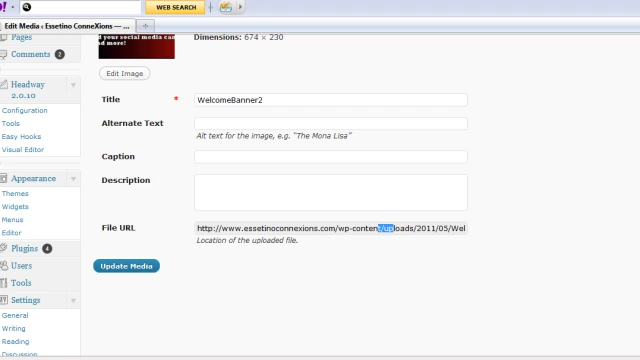 WEB SEARCH
Edit Media ‹ Essetino ConneXions — ...
Pages
Comments 2
Headway
2.0.10
Configuration
Tools
Easy Hooks
Visual Editor
Appearance
Themes
Widgets
Menus
Editor
Plugins 4
Users
Tools
Settings
General
Writing
Reading
Discussion
d your social media can
nd more!
Dimensions: 674 × 230
Edit Image
Title * WelcomeBanner2
Alternate Text
Alt text for the image, e.g. "The Mona Lisa"
Caption
Description
File URL http://www.essetinoconnexions.com/wp-content/uploads/2011/05/Wel
Location of the uploaded file.
Update Media